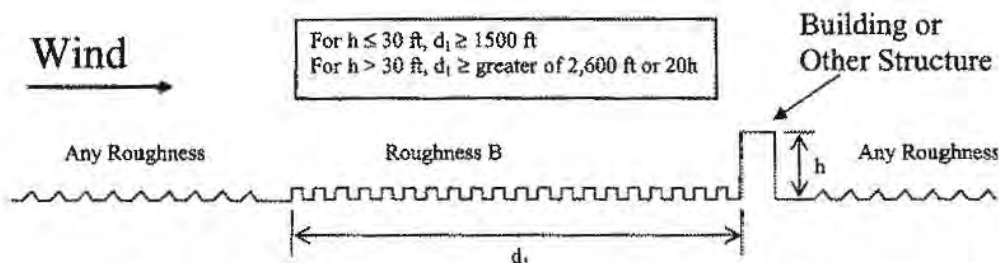 Wind
For h ≤ 30 ft, d₁ ≥ 1500 ft
For h > 30 ft, d₁ ≥ greater of 2,600 ft or 20h
Building or
Other Structure
Any Roughness
Roughness B
h
Any Roughness
d₁